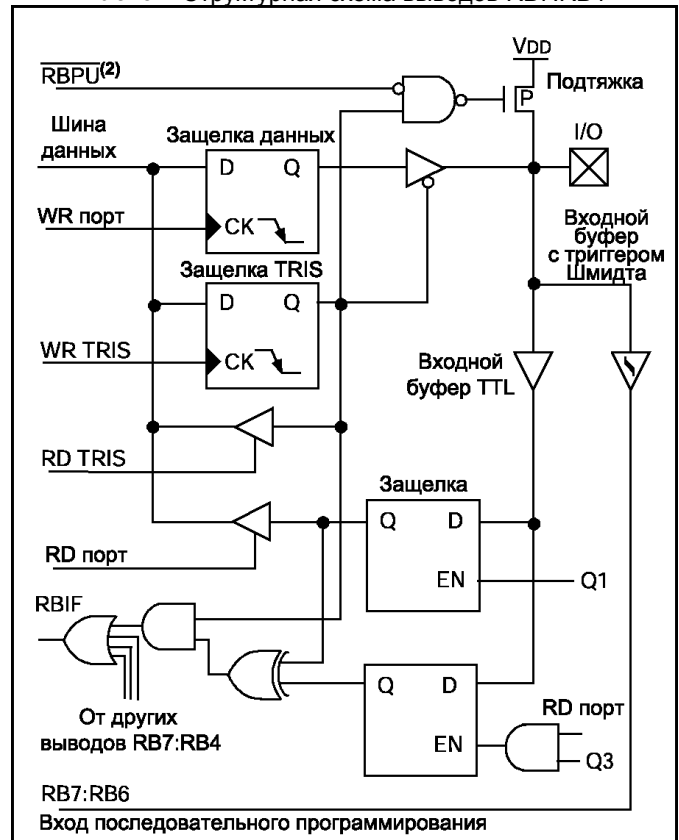 Структурная схема выводов RB7:RB4
VDD
RBPU(2)
P
Подтяжка
Шина
данных
Защелка данных
I/O
D Q
WR порт
CK
Входной
буфер
с триггером
Шмидта
Защелка TRIS
D Q
WR TRIS
CK
Входной
буфер TTL
RD TRIS
Защелка
Q D
RD порт
EN
Q1
RBIF
Q D
RD порт
От других
выводов RB7:RB4
EN
Q3
RB7:RB6
Вход последовательного программирования